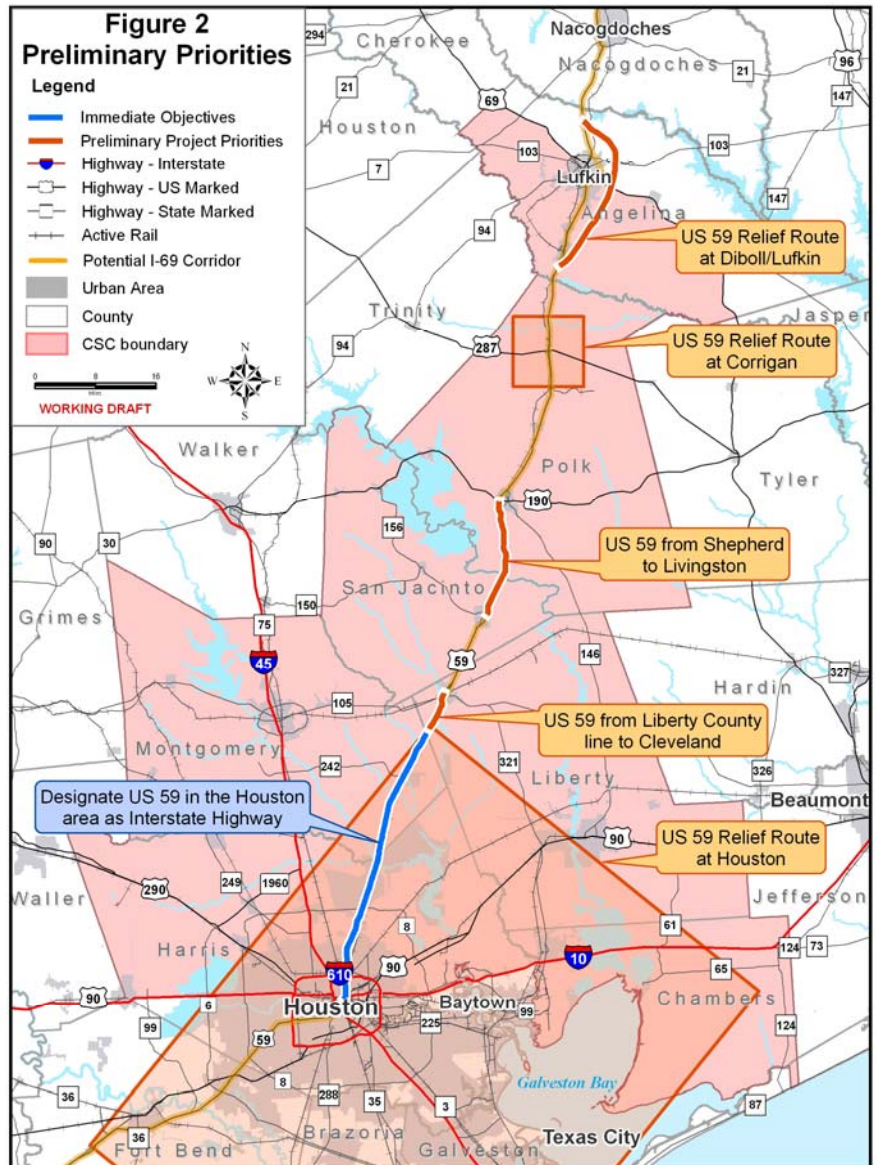 Figure 2
Preliminary Priorities
Legend
Immediate Objectives
Preliminary Project Priorities
Highway - Interstate
Highway - US Marked
Highway - State Marked
Active Rail
Potential I-69 Corridor
Urban Area
County
CSC boundary
0 8 16
Miles
N
W E
S
WORKING DRAFT
Nacogdoches
294
Cherokee
Nacogdoches
96
21
21
69
147
Houston
103
103
7
Lufkin
147
Angelina
94
US 59 Relief Route
at Diboll/Lufkin
Trinity
Jasper
94
287
US 59 Relief Route
at Corrigan
Walker
Polk
Tyler
190
156
90
30
US 59 from Shepherd
to Livingston
San Jacinto
Grimes
150
75
45
59
146
327
Hardin
105
US 59 from Liberty County
line to Cleveland
Montgomery
242
321
Liberty
326
Designate US 59 in the Houston
area as Interstate Highway
Beaumont
90
US 59 Relief Route
at Houston
290
249
1960
Waller
Jefferson
8
61
Harris
124
73
90
10
610
65
90
6
Houston
Baytown
Chambers
99
99
225
59
124
8
Galveston Bay
288
35
3
36
87
36
Brazoria
Texas City
Fort Bend
Galveston